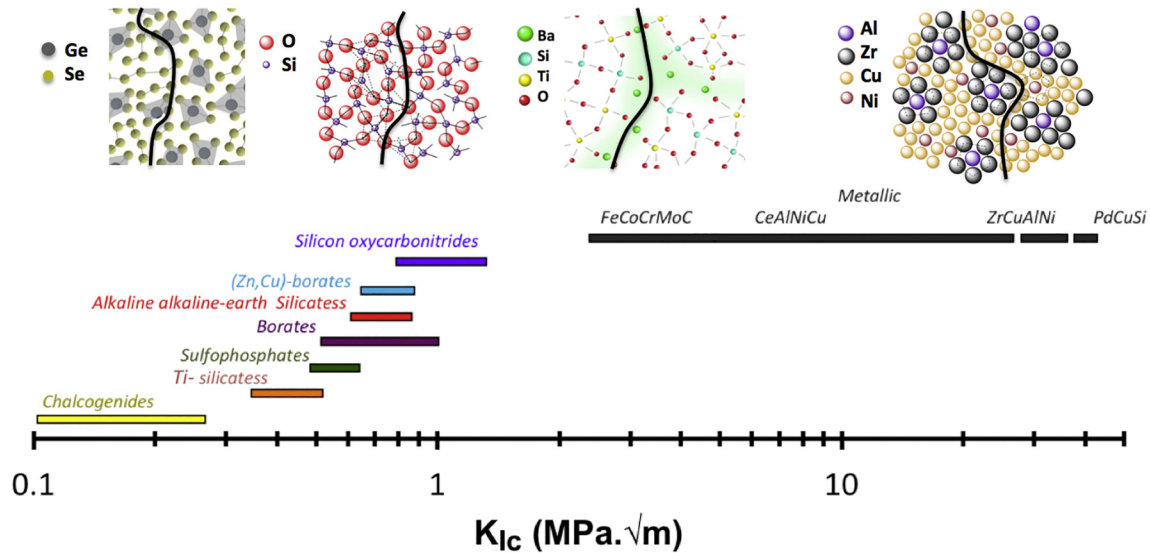 Ge
Se
O
Si
Ba
Si
Ti
O
Al
Zr
Cu
Ni
Metallic
FeCoCrMoC CeAlNiCu ZrCuAlNi PdCuSi
Silicon oxycarbonitrides
(Zn,Cu)-borates
Alkaline alkaline-earth Silicatess
Borates
Sulfophosphates
Ti- silicatess
Chalcogenides
0.1 1 10
KIc (MPa.√m)